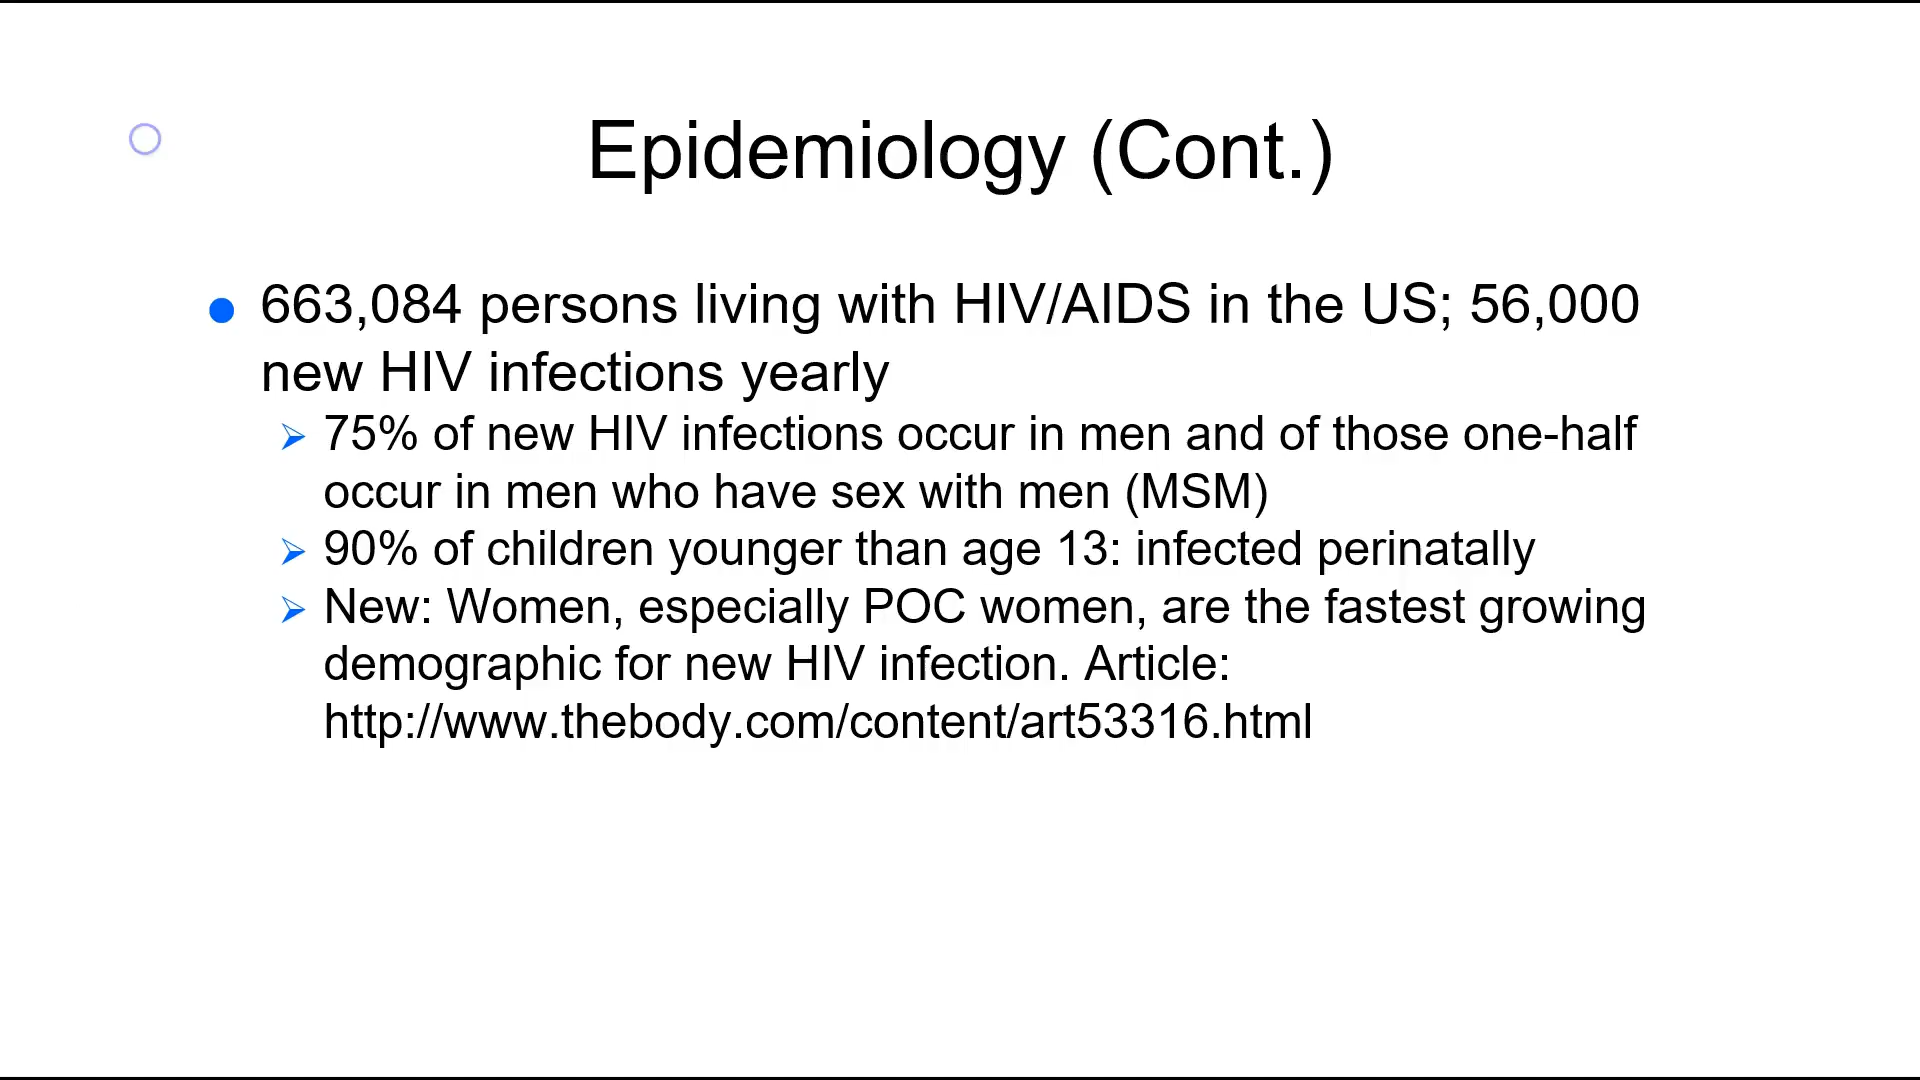 Epidemiology (Cont.)
663,084 persons living with HIV/AIDS in the US; 56,000
new HIV infections yearly
75% of new HIV infections occur in men and of those one-half
occur in men who have sex with men (MSM)
90% of children younger than age 13: infected perinatally
New: Women, especially POC women, are the fastest growing
demographic for new HIV infection. Article:
http://www.thebody.com/content/art53316.html